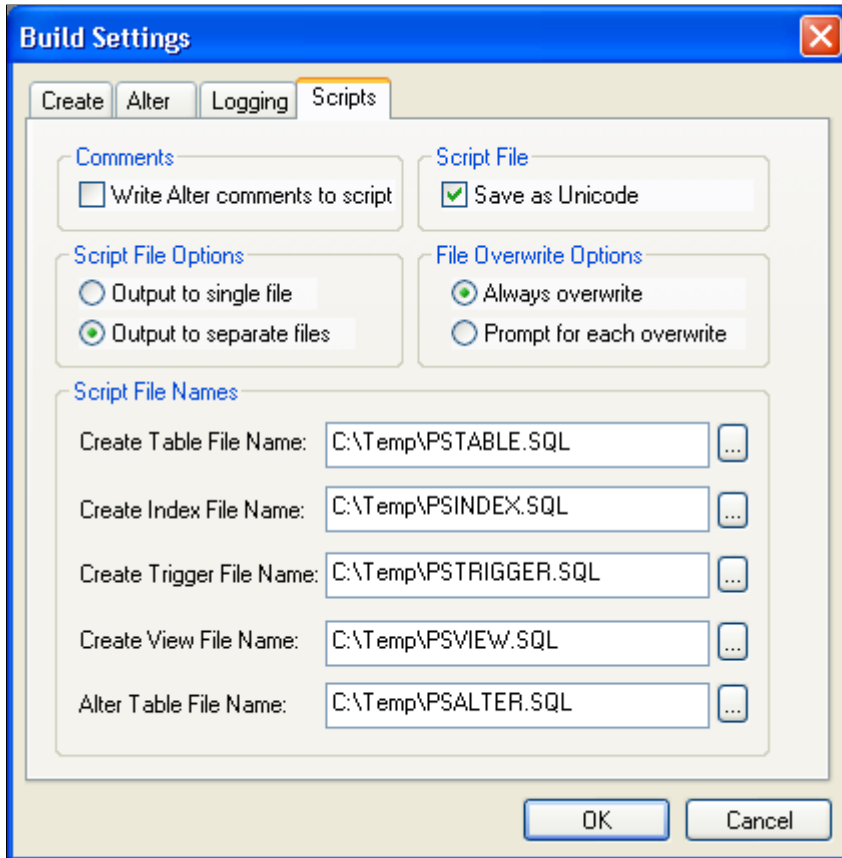 Build Settings
Create
Alter
Logging
Scripts
Comments
Write Alter comments to script
Script File
Save as Unicode
Script File Options
Output to single file
Output to separate files
File Overwrite Options
Always overwrite
Prompt for each overwrite
Script File Names
Create Table File Name: C:\Temp\PSTABLE.SQL ...
Create Index File Name: C:\Temp\PSINDEX.SQL ...
Create Trigger File Name: C:\Temp\PSTRIGGER.SQL ...
Create View File Name: C:\Temp\PSVIEW.SQL ...
Alter Table File Name: C:\Temp\PSALTER.SQL ...
OK
Cancel